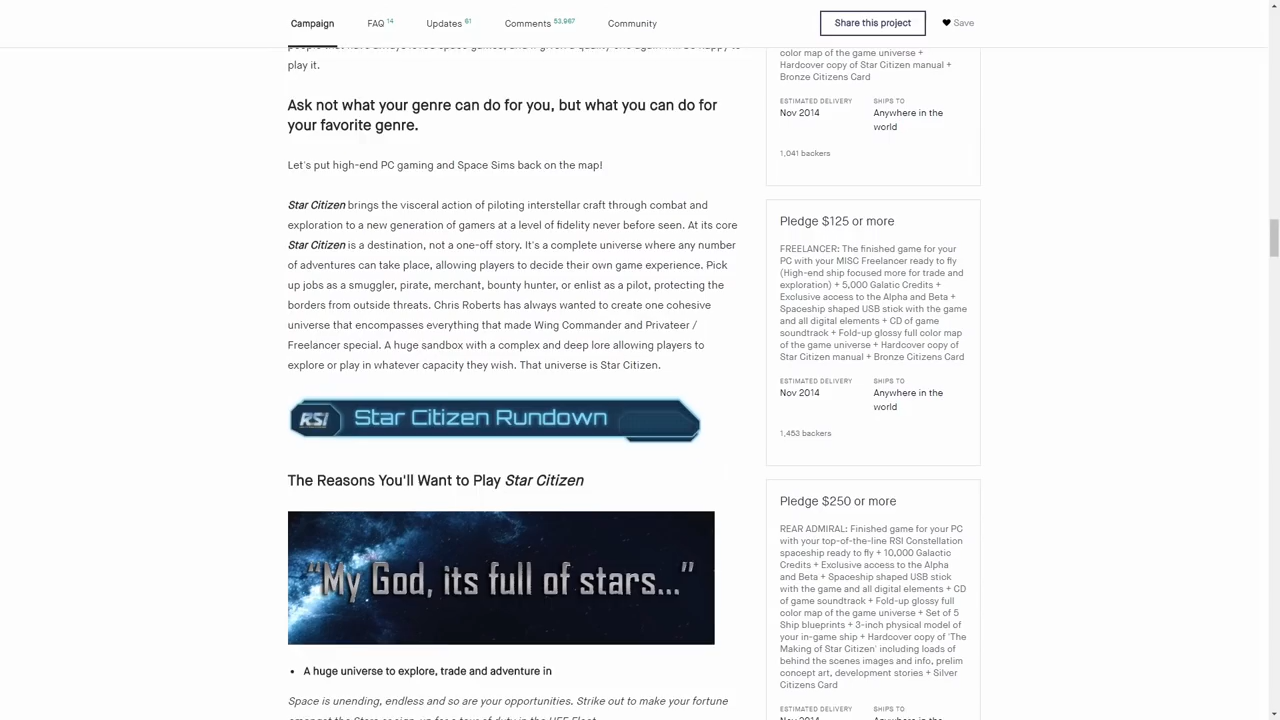 Campaign
FAQ 14
Updates 61
Comments 53,967
Community
Share this project
Save
play it.
Ask not what your genre can do for you, but what you can do for
your favorite genre.
Let's put high-end PC gaming and Space Sims back on the map!
Star Citizen brings the visceral action of piloting interstellar craft through combat and
exploration to a new generation of gamers at a level of fidelity never before seen. At its core
Star Citizen is a destination, not a one-off story. It's a complete universe where any number
of adventures can take place, allowing players to decide their own game experience. Pick
up jobs as a smuggler, pirate, merchant, bounty hunter, or enlist as a pilot, protecting the
borders from outside threats. Chris Roberts has always wanted to create one cohesive
universe that encompasses everything that made Wing Commander and Privateer /
Freelancer special. A huge sandbox with a complex and deep lore allowing players to
explore or play in whatever capacity they wish. That universe is Star Citizen.
RSI Star Citizen Rundown
The Reasons You'll Want to Play Star Citizen
“My God, its full of stars...”
• A huge universe to explore, trade and adventure in
Space is unending, endless and so are your opportunities. Strike out to make your fortune
color map of the game universe +
Hardcover copy of Star Citizen manual +
Bronze Citizens Card
ESTIMATED DELIVERY
Nov 2014
SHIPS TO
Anywhere in the
world
1,041 backers
Pledge $125 or more
FREELANCER: The finished game for your
PC with your MISC Freelancer ready to fly
(High-end ship focused more for trade and
exploration) + 5,000 Galatic Credits +
Exclusive access to the Alpha and Beta +
Spaceship shaped USB stick with the game
and all digital elements + CD of game
soundtrack + Fold-up glossy full color map
of the game universe + Hardcover copy of
Star Citizen manual + Bronze Citizens Card
ESTIMATED DELIVERY
Nov 2014
SHIPS TO
Anywhere in the
world
1,453 backers
Pledge $250 or more
REAR ADMIRAL: Finished game for your PC
with your top-of-the-line RSI Constellation
spaceship ready to fly + 10,000 Galactic
Credits + Exclusive access to the Alpha
and Beta + Spaceship shaped USB stick
with the game and all digital elements + CD
of game soundtrack + Fold-up glossy full
color map of the game universe + Set of 5
Ship blueprints + 3-inch physical model of
your in-game ship + Hardcover copy of 'The
Making of Star Citizen' including loads of
behind the scenes images and info, prelim
concept art, development stories + Silver
Citizens Card
ESTIMATED DELIVERY
SHIPS TO